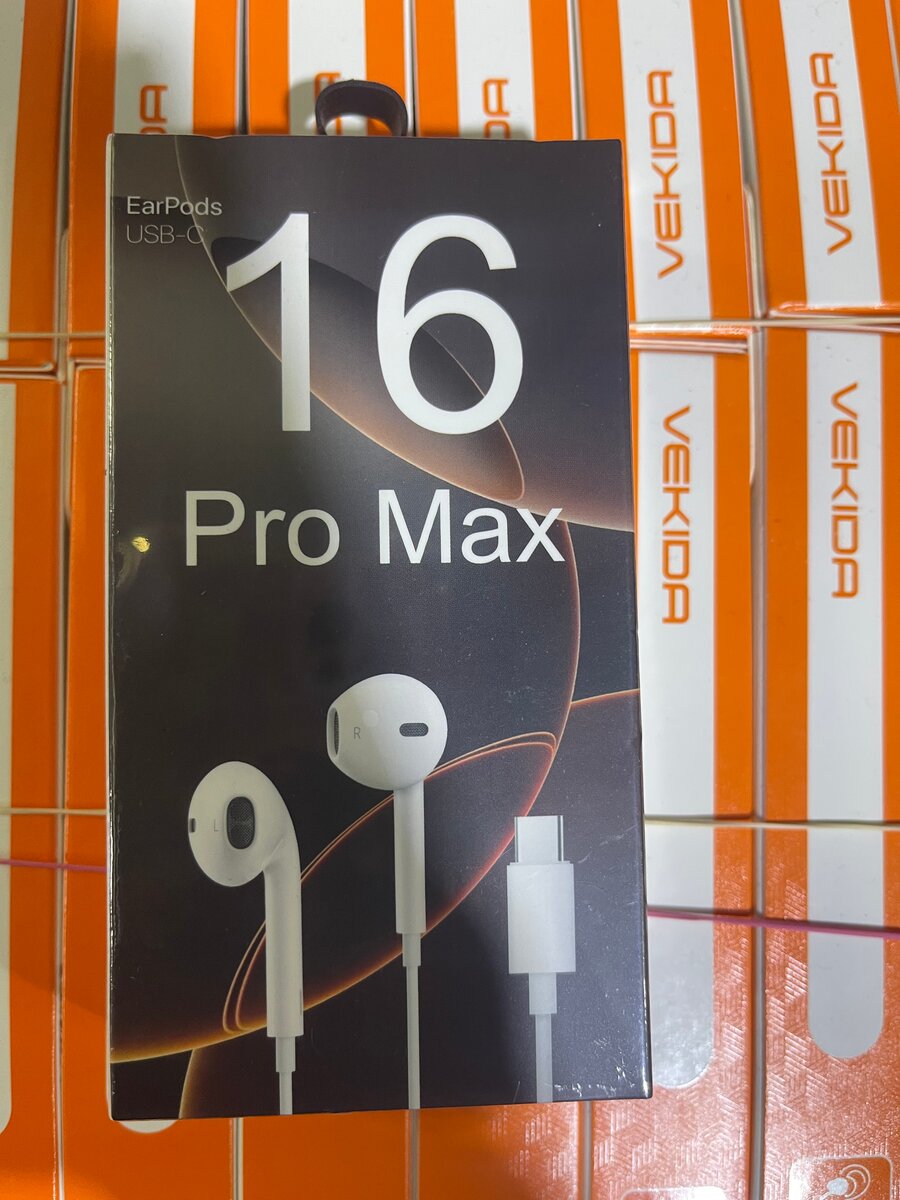 EarPods
USB-C
16
Pro Max
R
L
VEKIDA
VEKIDA
VEKIDA
VEKIDA